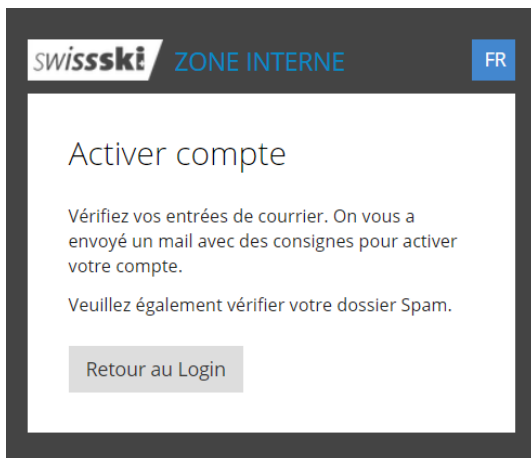 swissski ZONE INTERNE FR
Activer compte
Vérifiez vos entrées de courrier. On vous a
envoyé un mail avec des consignes pour activer
votre compte.
Veuillez également vérifier votre dossier Spam.
Retour au Login